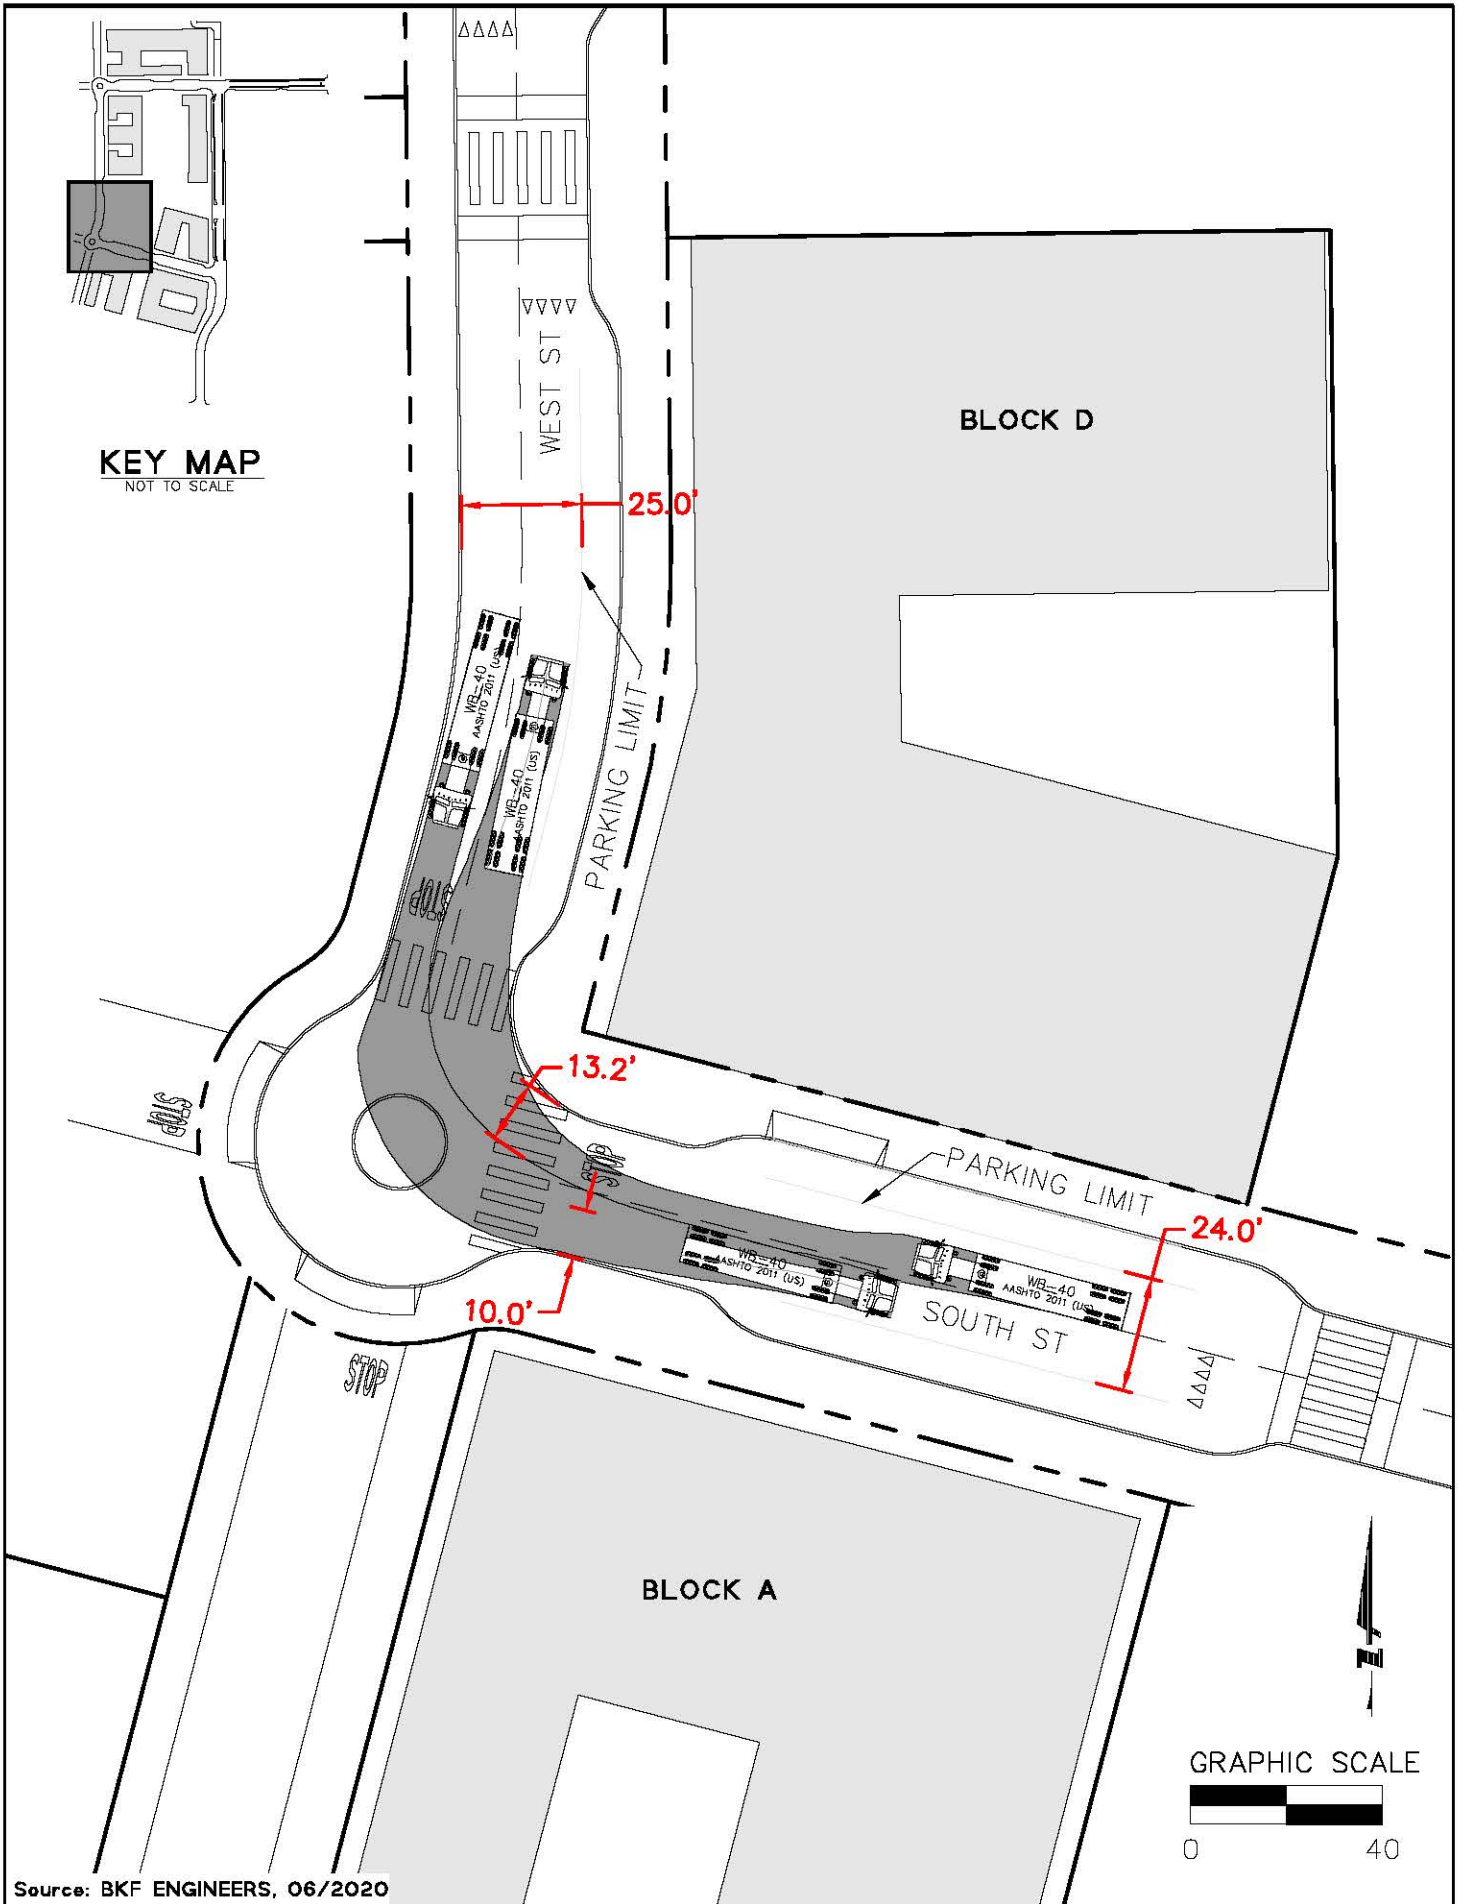 KEY MAP
NOT TO SCALE
WEST ST
BLOCK D
25.0'
WB-40
AASHTO 2011 (US)
WB-40
AASHTO 2011 (US)
PARKING LIMIT
STOP
13.2'
STOP
STOP
PARKING LIMIT
24.0'
WB-40
AASHTO 2011 (US)
WB-40
AASHTO 2011 (US)
SOUTH ST
10.0'
STOP
BLOCK A
GRAPHIC SCALE
0 40
Source: BKF ENGINEERS, 06/2020